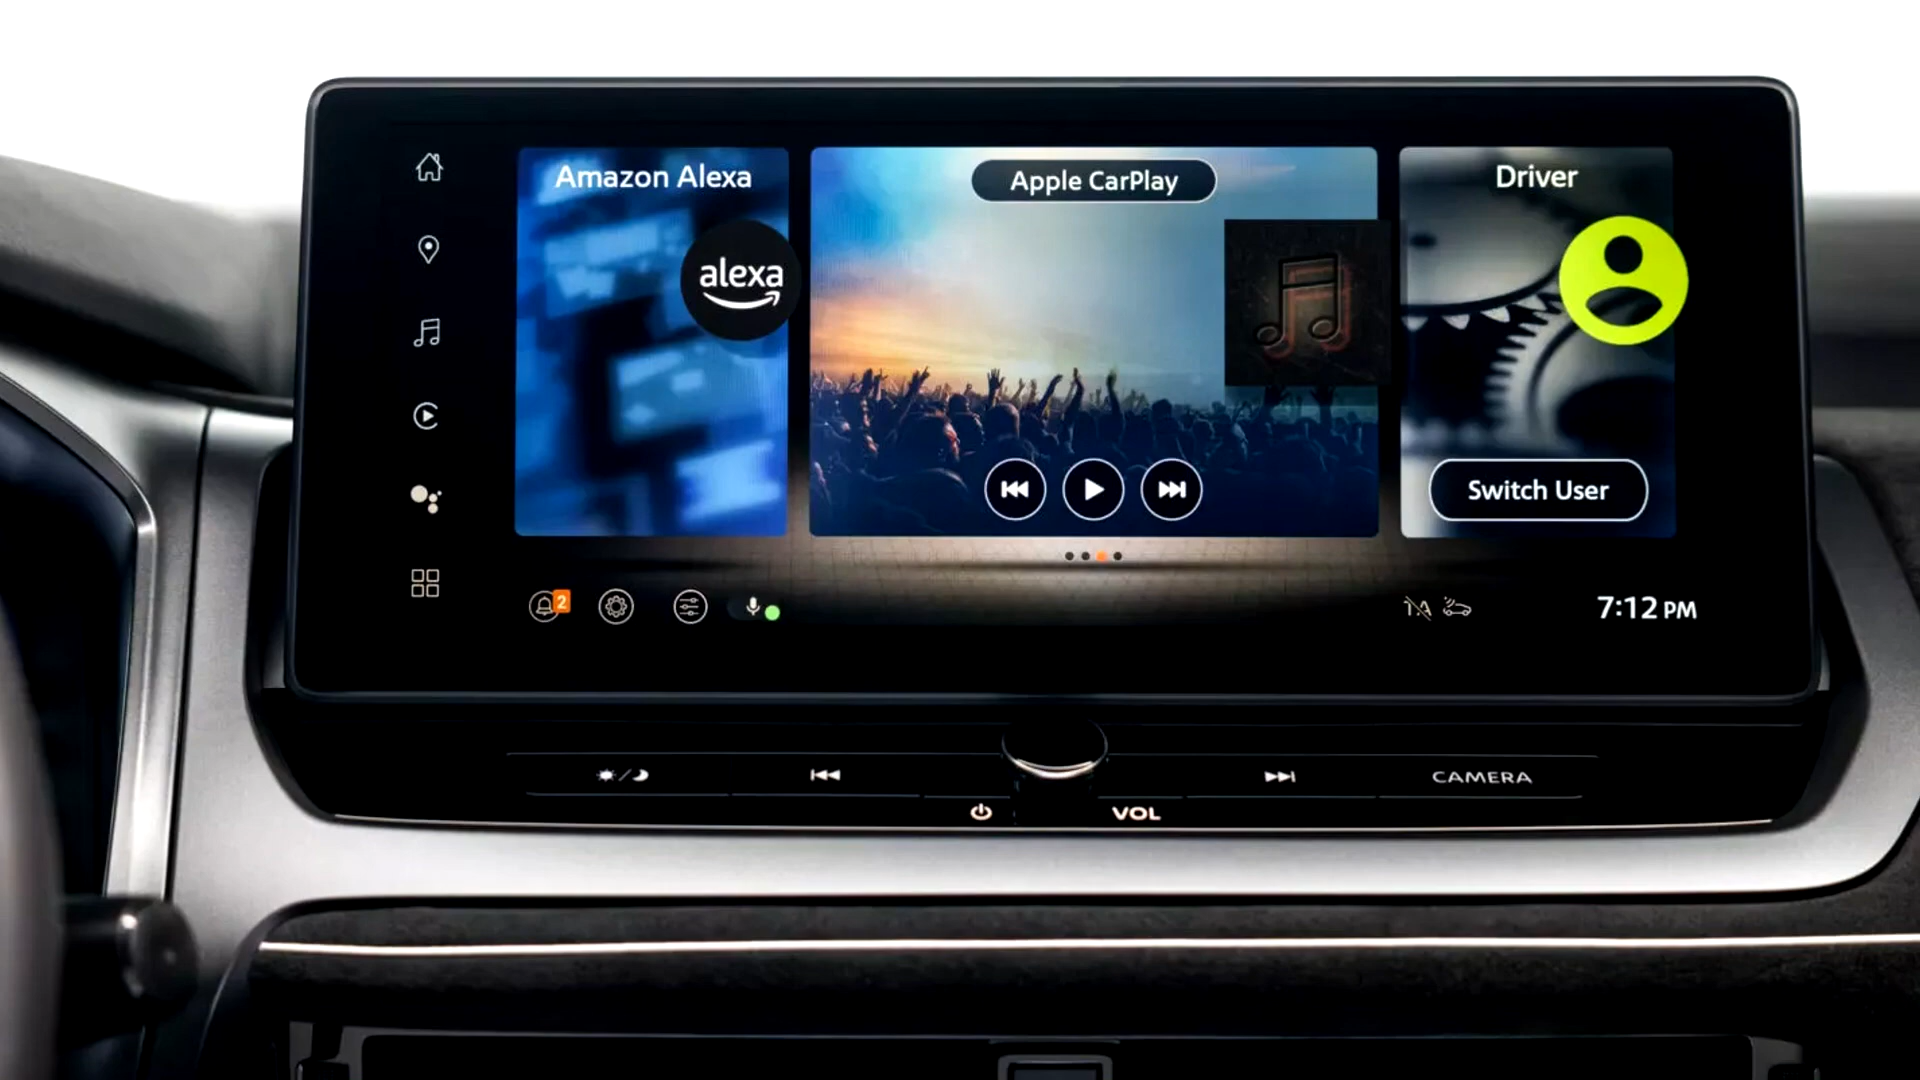 Amazon Alexa
alexa
Apple CarPlay
Driver
Switch User
2
7:12 PM
CAMERA
VOL